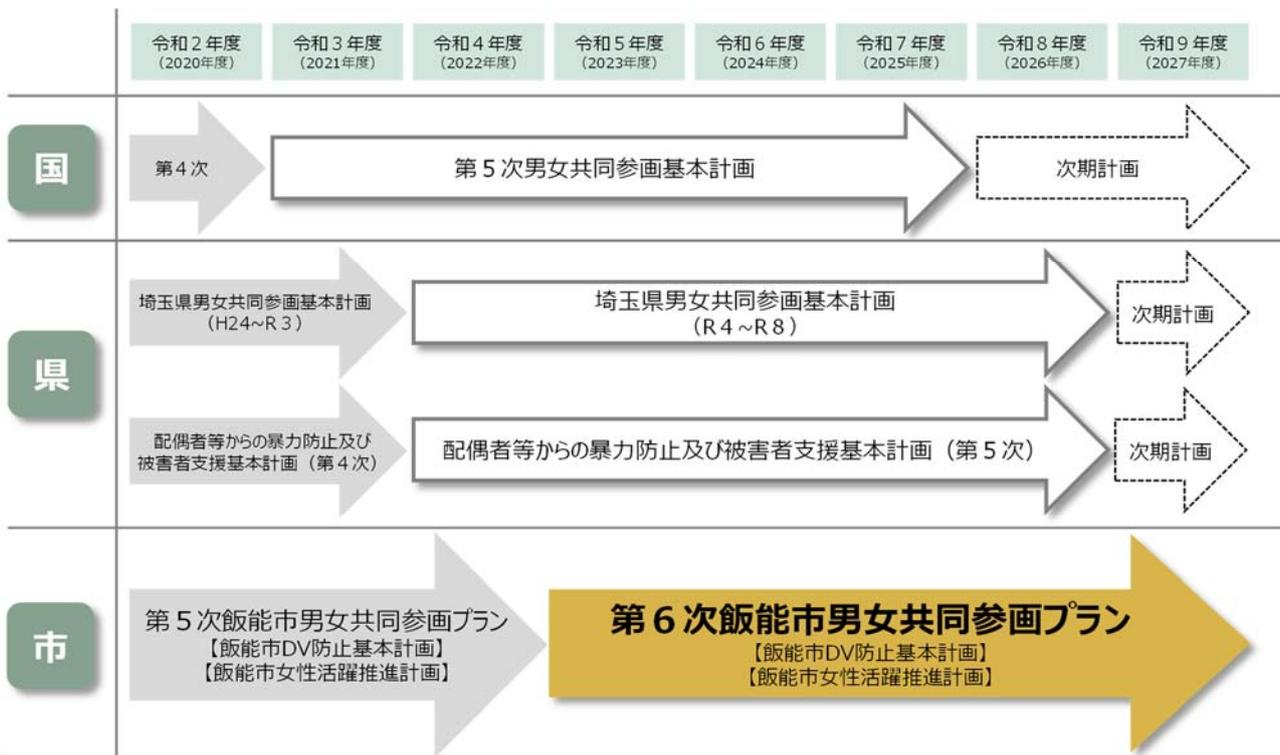 令和2年度
(2020年度)
令和3年度
(2021年度)
令和4年度
(2022年度)
令和5年度
(2023年度)
令和6年度
(2024年度)
令和7年度
(2025年度)
令和8年度
(2026年度)
令和9年度
(2027年度)
国
第4次
第5次男女共同参画基本計画
次期計画
県
埼玉県男女共同参画基本計画
(H24~R3)
埼玉県男女共同参画基本計画
(R4~R8)
次期計画
配偶者等からの暴力防止及び
被害者支援基本計画(第4次)
配偶者等からの暴力防止及び被害者支援基本計画(第5次)
次期計画
市
第5次飯能市男女共同参画プラン
【飯能市DV防止基本計画】
【飯能市女性活躍推進計画】
第6次飯能市男女共同参画プラン
【飯能市DV防止基本計画】
【飯能市女性活躍推進計画】